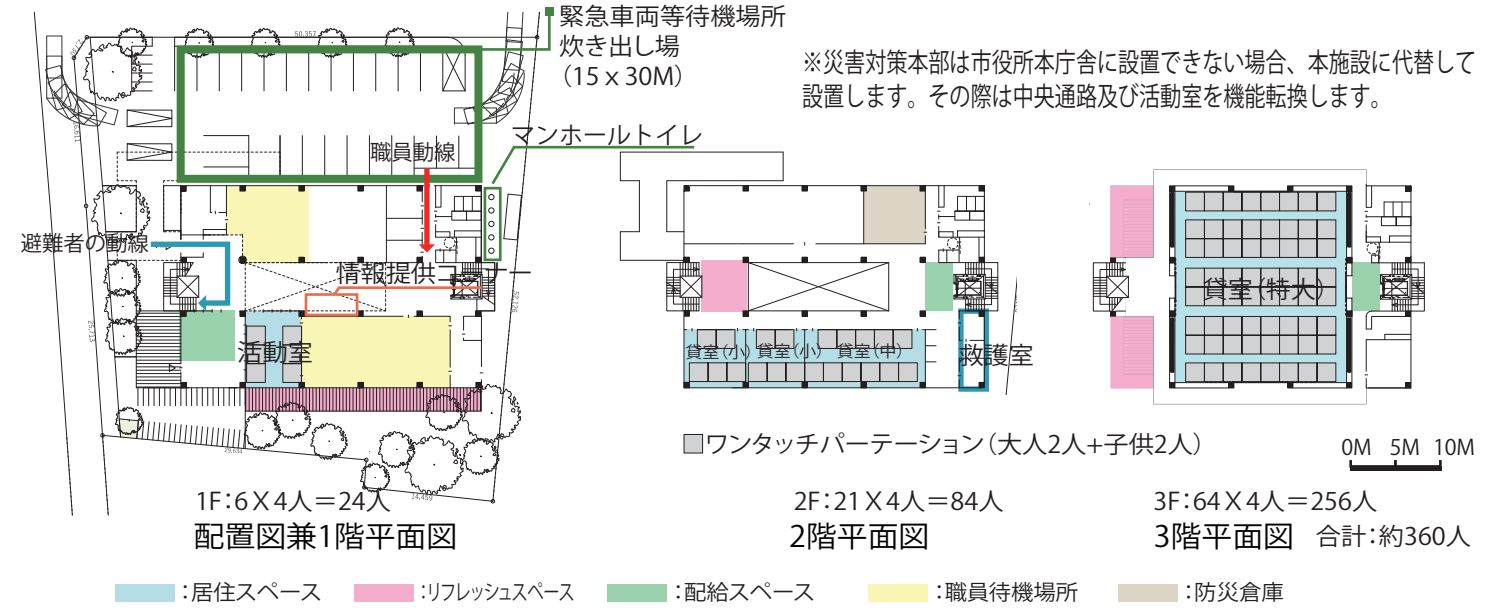 緊急車両等待機場所
炊き出し場
（15 x 30M）
※災害対策本部は市役所本庁舎に設置できない場合、本施設に代替して
設置します。その際は中央通路及び活動室を機能転換します。
50,357
マンホールトイレ
職員動線
避難者の動線
情報提供コーナー
活動室
25,713
29,634
14,459
貸室（小）
貸室（小）
貸室（中）
救護室
貸室（特大）
ワンタッチパーテーション（大人2人+子供2人）
0M 5M 10M
1F：6X4人＝24人
配置図兼1階平面図
2F：21X4人＝84人
2階平面図
3F：64X4人＝256人
3階平面図 合計：約360人
：居住スペース
：リフレッシュスペース
：配給スペース
：職員待機場所
：防災倉庫